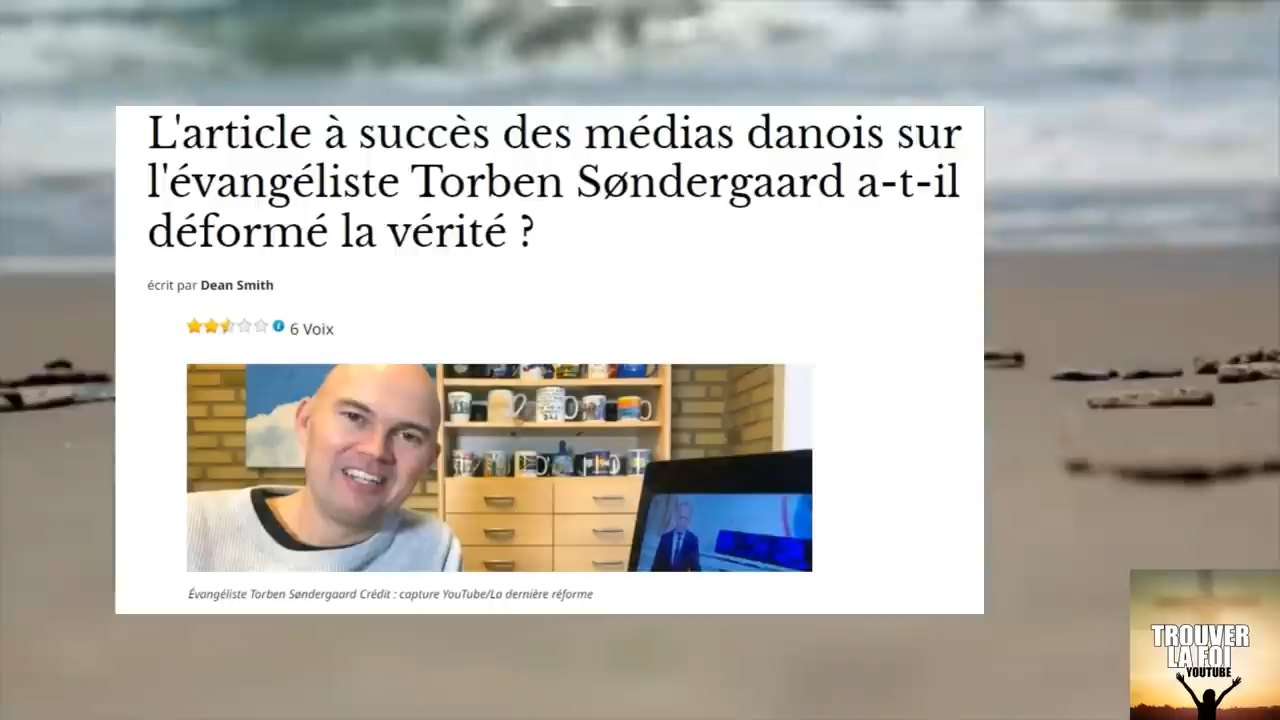 L'article à succès des médias danois sur
l'évangéliste Torben Søndergaard a-t-il
déformé la vérité ?
écrit par Dean Smith
6 Voix
Évangéliste Torben Søndergaard Crédit : capture YouTube/La dernière réforme
TROUVER
LA FOI
YOUTUBE